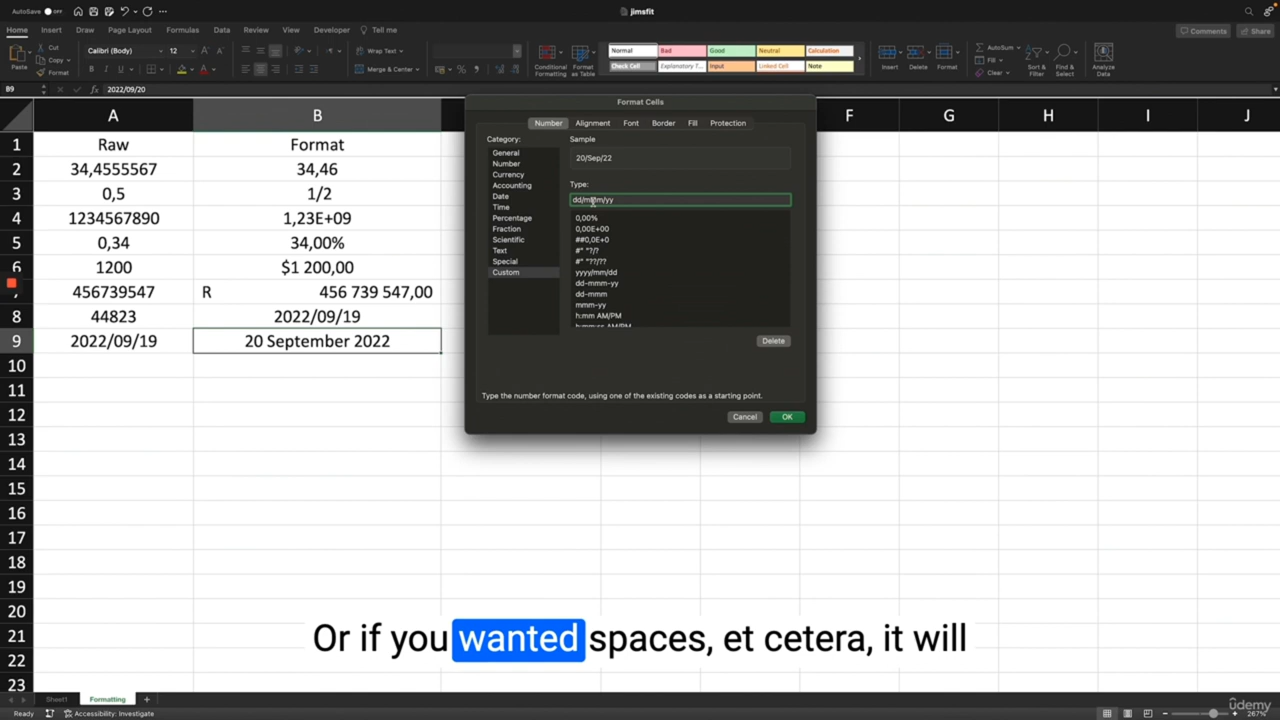 AutoSave OFF
jimsfit
Home Insert Draw Page Layout Formulas Data Review View Developer Tell me
Comments Share
Paste Cut Copy Format
Calibri (Body) 12
Wrap Text
Merge & Center
Conditional Formatting
Format as Table
Normal Bad Good Neutral Calculation
Check Cell Explanatory T... Input Linked Cell Note
Insert Delete Format
AutoSum Fill Clear
Sort & Filter
Find & Select
Analyze Data
B9 fx 2022/09/20
A B F G H I J
1 Raw Format
2 34,4555567 34,46
3 0,5 1/2
4 1234567890 1,23E+09
5 0,34 34,00%
6 1200 $1 200,00
456739547 R 456 739 547,00
8 44823 2022/09/19
9 2022/09/19 20 September 2022
10
11
12
13
14
15
16
17
18
19
20
21
22
23
Format Cells
Number Alignment Font Border Fill Protection
Category:
General
Number
Currency
Accounting
Date
Time
Percentage
Fraction
Scientific
Text
Special
Custom
Sample
20/Sep/22
Type:
dd/mmm/yy
0,00%
0,00E+00
##0,0E+0
#" "?/?
#" "??/??
yyyy/mm/dd
dd-mmm-yy
dd-mmm
mmm-yy
h:mm AM/PM
h:mm:ss AM/PM
Delete
Type the number format code, using one of the existing codes as a starting point.
Cancel OK
Or if you wanted spaces, et cetera, it will
Sheet1 Formatting +
Ready Accessibility: Investigate
267%
ûdemy